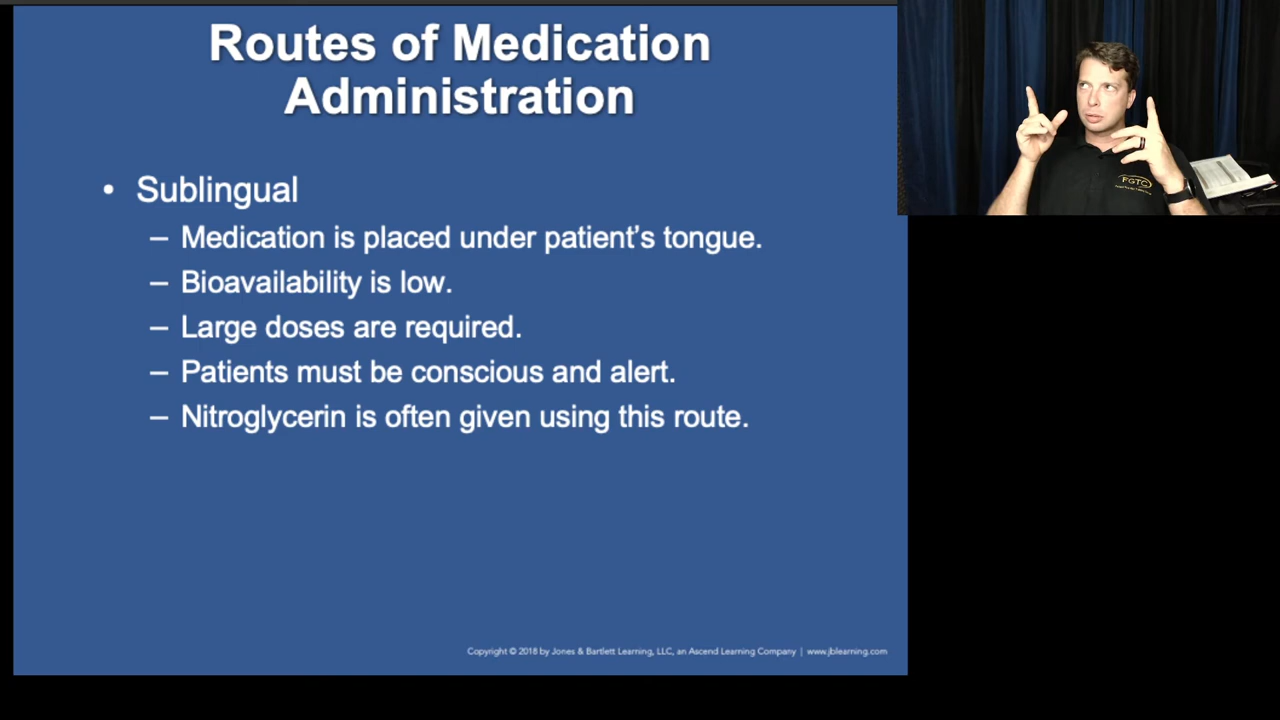 Routes of Medication
Administration
• Sublingual
– Medication is placed under patient's tongue.
– Bioavailability is low.
– Large doses are required.
– Patients must be conscious and alert.
– Nitroglycerin is often given using this route.
Copyright © 2018 by Jones & Bartlett Learning, LLC, an Ascend Learning Company | www.jblearning.com
FGTC